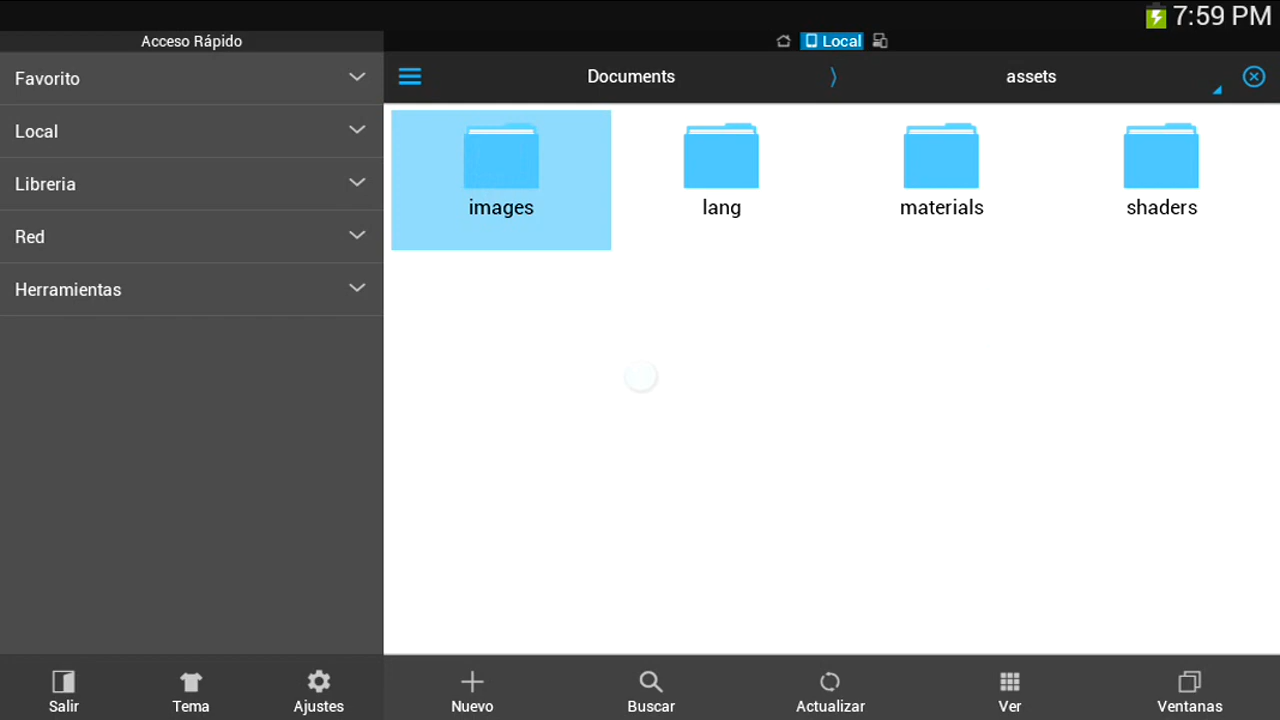 7:59 PM
Acceso Rápido
Local
Favorito
Documents
assets
Local
Libreria
Red
Herramientas
images
lang
materials
shaders
Salir
Tema
Ajustes
Nuevo
Buscar
Actualizar
Ver
Ventanas